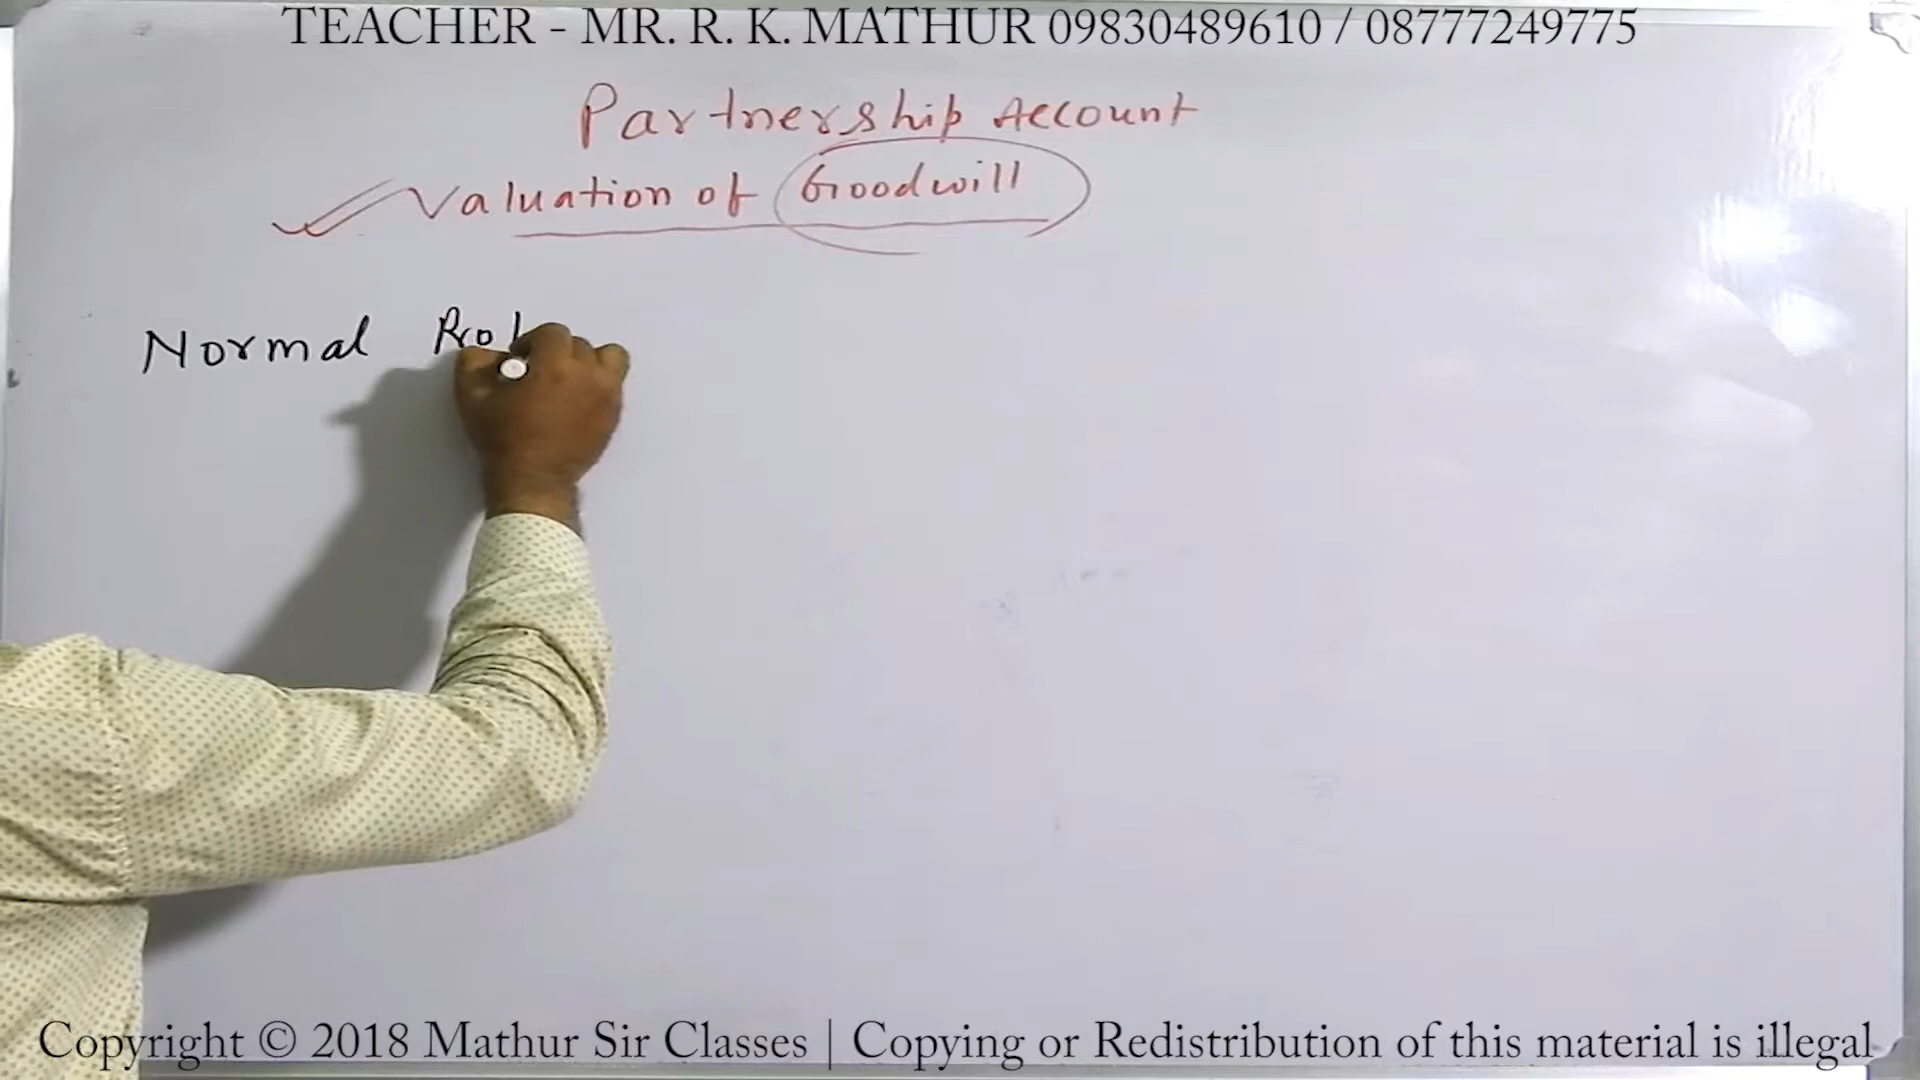 TEACHER - MR. R. K. MATHUR 09830489610 / 08777249775
Partnership Account
Valuation of Goodwill
Normal
Copyright © 2018 Mathur Sir Classes | Copying or Redistribution of this material is illegal